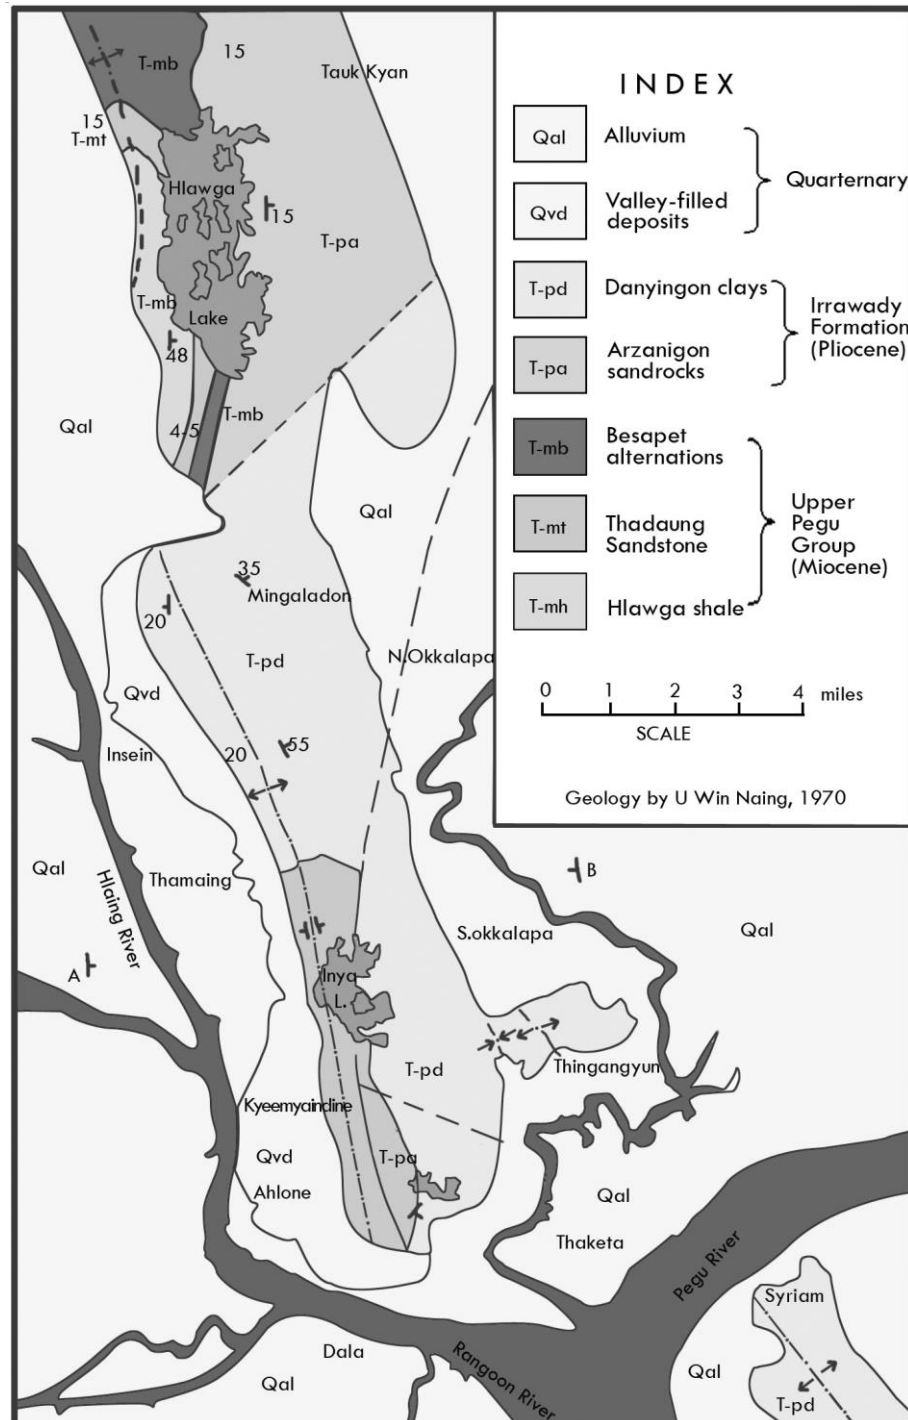 T-mb
15
Tauk Kyan
15
T-mt
Hlawga
15
T-pa
T-mb
Lake
48
T-mb
4-5
Qal
Qal
35
Mingaladon
20
T-pd
N.Okkalapa
Qvd
Insein
20
55
Qal
Thamaing
Hlaing River
B
S.okkalapa
Qal
A
Inya
L.
T-pd
Thingangyun
Kyeemyaindine
Qvd
T-pa
Ahlone
Qal
Thaketa
Pegu River
Syriam
Dala
Rangoon River
Qal
Qal
T-pd
INDEX
Qal Alluvium
Quarternary
Qvd Valley-filled
deposits
T-pd Danyingon clays
Irrawady
Formation
(Pliocene)
T-pa Arzanigon
sandrocks
T-mb Besapet
alternations
Upper
Pegu
Group
(Miocene)
T-mt Thadaung
Sandstone
T-mh Hlawga shale
0 1 2 3 4 miles
SCALE
Geology by U Win Naing, 1970